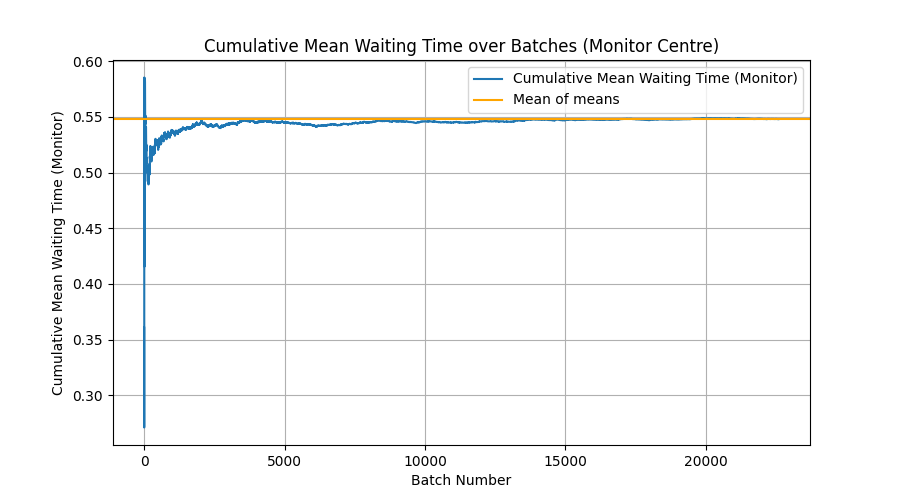 Cumulative Mean Waiting Time over Batches (Monitor Centre)
Cumulative Mean Waiting Time (Monitor)
Mean of means
Cumulative Mean Waiting Time (Monitor)
0.60
0.55
0.50
0.45
0.40
0.35
0.30
0 5000 10000 15000 20000
Batch Number